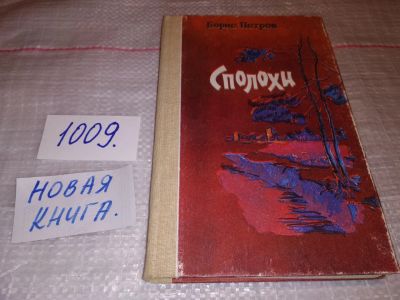 Борис Петров
Сполохи
1009.
НОВАЯ
КНИГА.